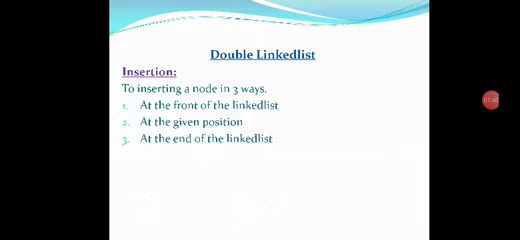 Double Linkedlist
Insertion:
To inserting a node in 3 ways.
1. At the front of the linkedlist
2. At the given position
3. At the end of the linkedlist